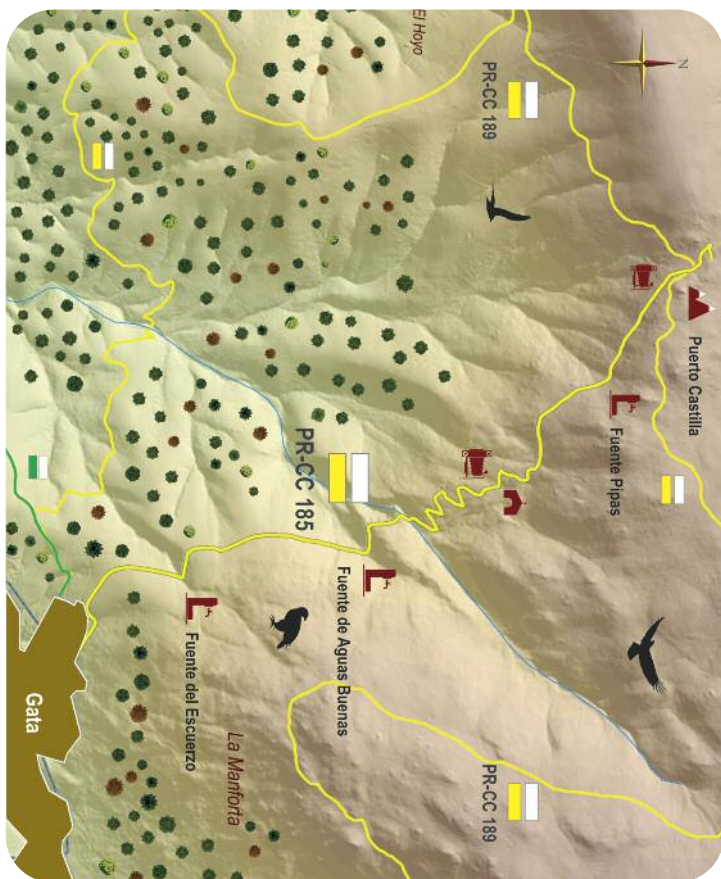 N
Puerto Castilla
Fuente Pipas
PR-CC 189
PR-CC 189
El Hoyo
Fuente de Aguas Buenas
PR-CC 185
La Manforta
Fuente del Escuerzo
Gata